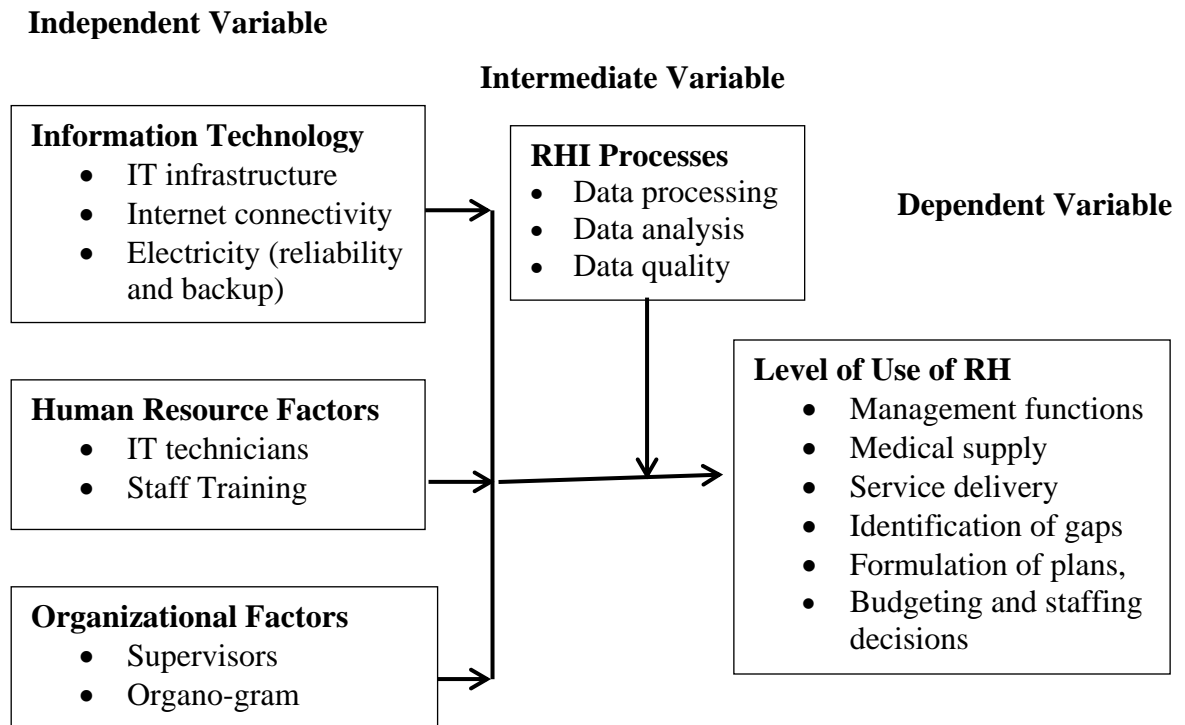 Independent Variable
Intermediate Variable
Dependent Variable
Information Technology
• IT infrastructure
• Internet connectivity
• Electricity (reliability
and backup)
Human Resource Factors
• IT technicians
• Staff Training
Organizational Factors
• Supervisors
• Organo-gram
RHI Processes
• Data processing
• Data analysis
• Data quality
Level of Use of RH
• Management functions
• Medical supply
• Service delivery
• Identification of gaps
• Formulation of plans,
• Budgeting and staffing
decisions